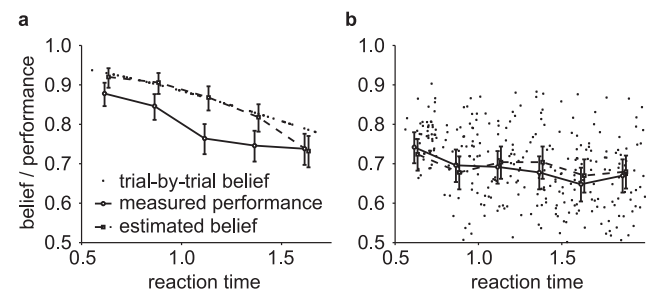 a
b
1.0
0.9
0.8
0.7
0.6
0.5
belief / performance
trial-by-trial belief
measured performance
estimated belief
0.5
1.0
1.5
reaction time
1.0
0.9
0.8
0.7
0.6
0.5
0.5
1.0
1.5
reaction time